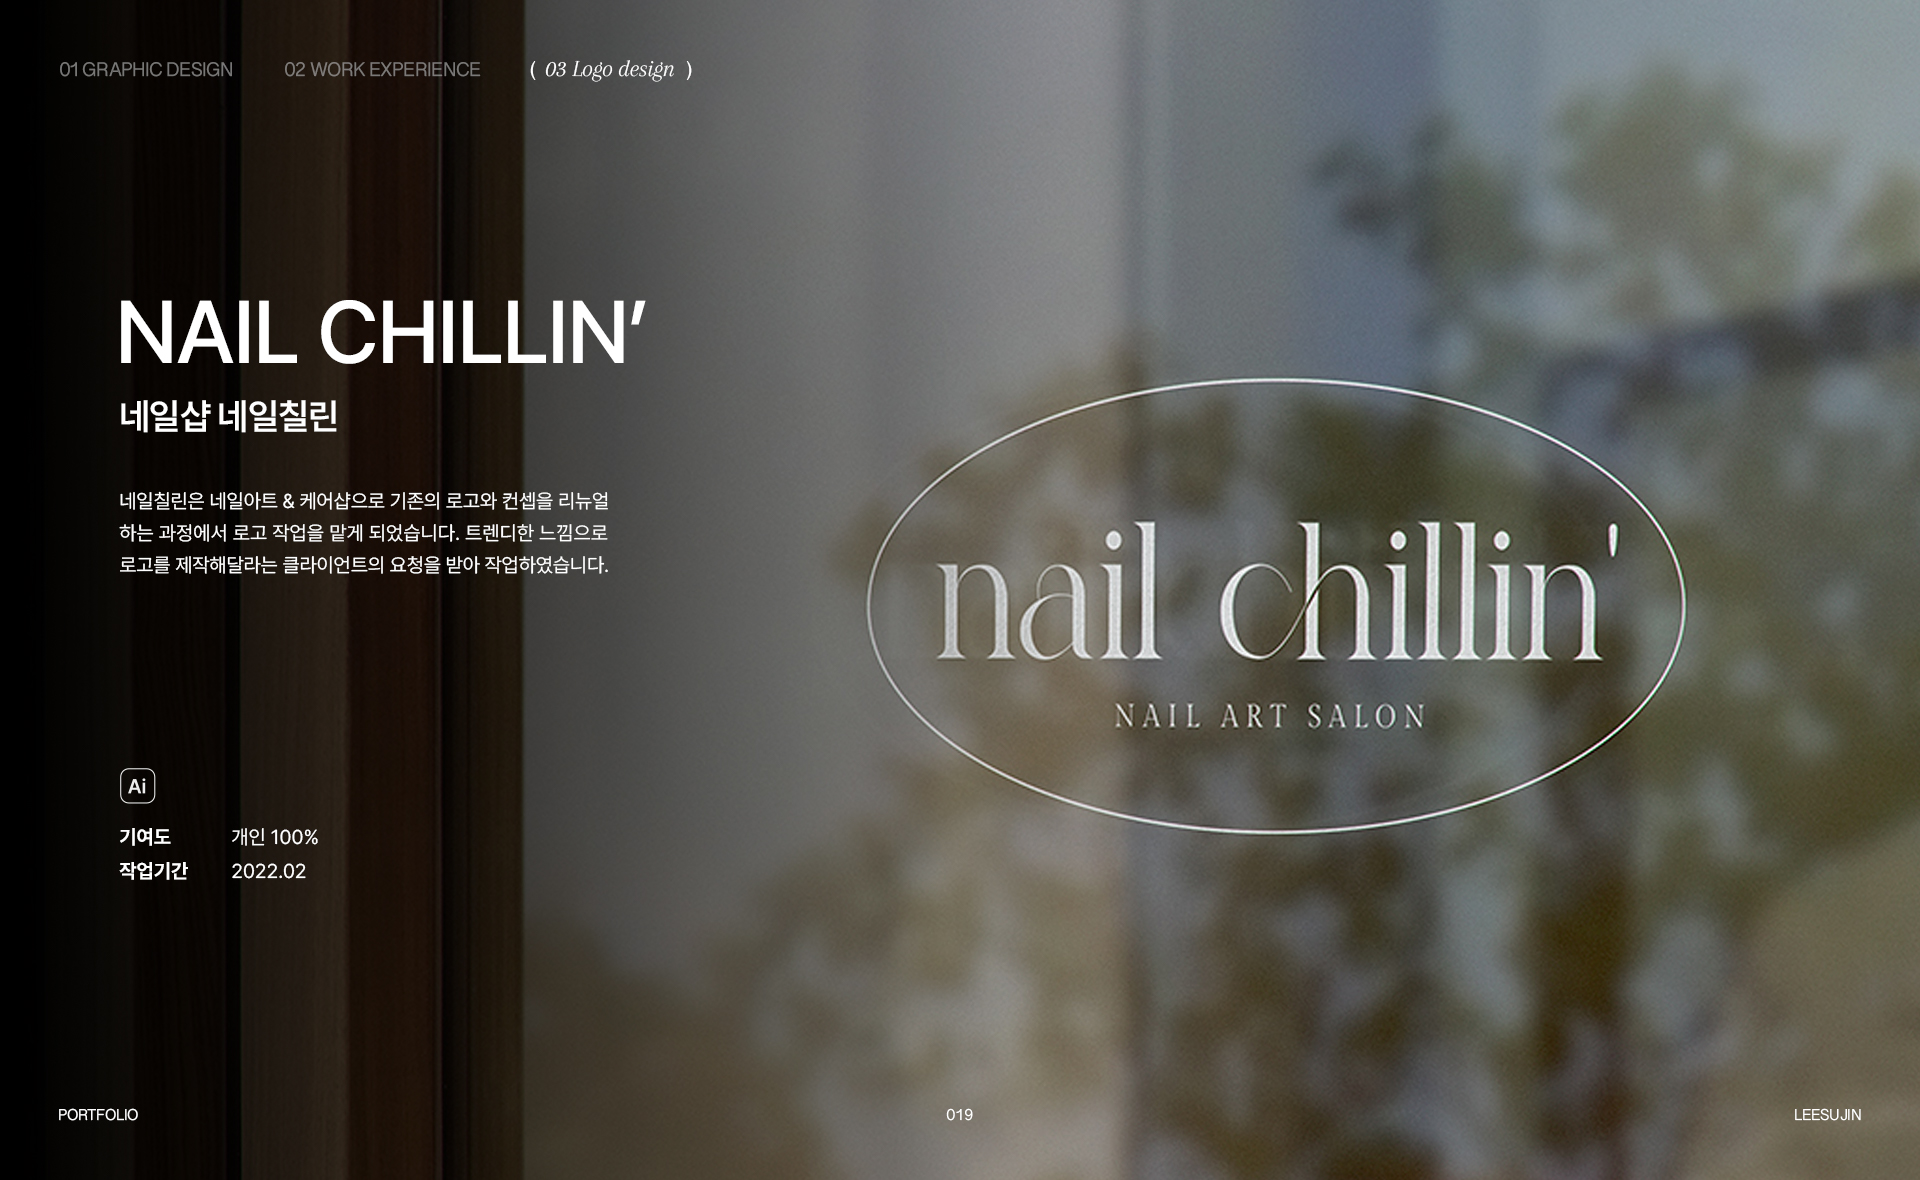 01 GRAPHIC DESIGN 02 WORK EXPERIENCE ( 03 Logo design )
NAIL CHILLIN'
네일샵 네일칠린
네일칠린은 네일아트 & 케어샵으로 기존의 로고와 컨셉을 리뉴얼
하는 과정에서 로고 작업을 맡게 되었습니다. 트렌디한 느낌으로
로고를 제작해달라는 클라이언트의 요청을 받아 작업하였습니다.
Ai
기여도 개인 100%
작업기간 2022.02
nail chillin'
NAIL ART SALON
PORTFOLIO 019 LEESUJIN